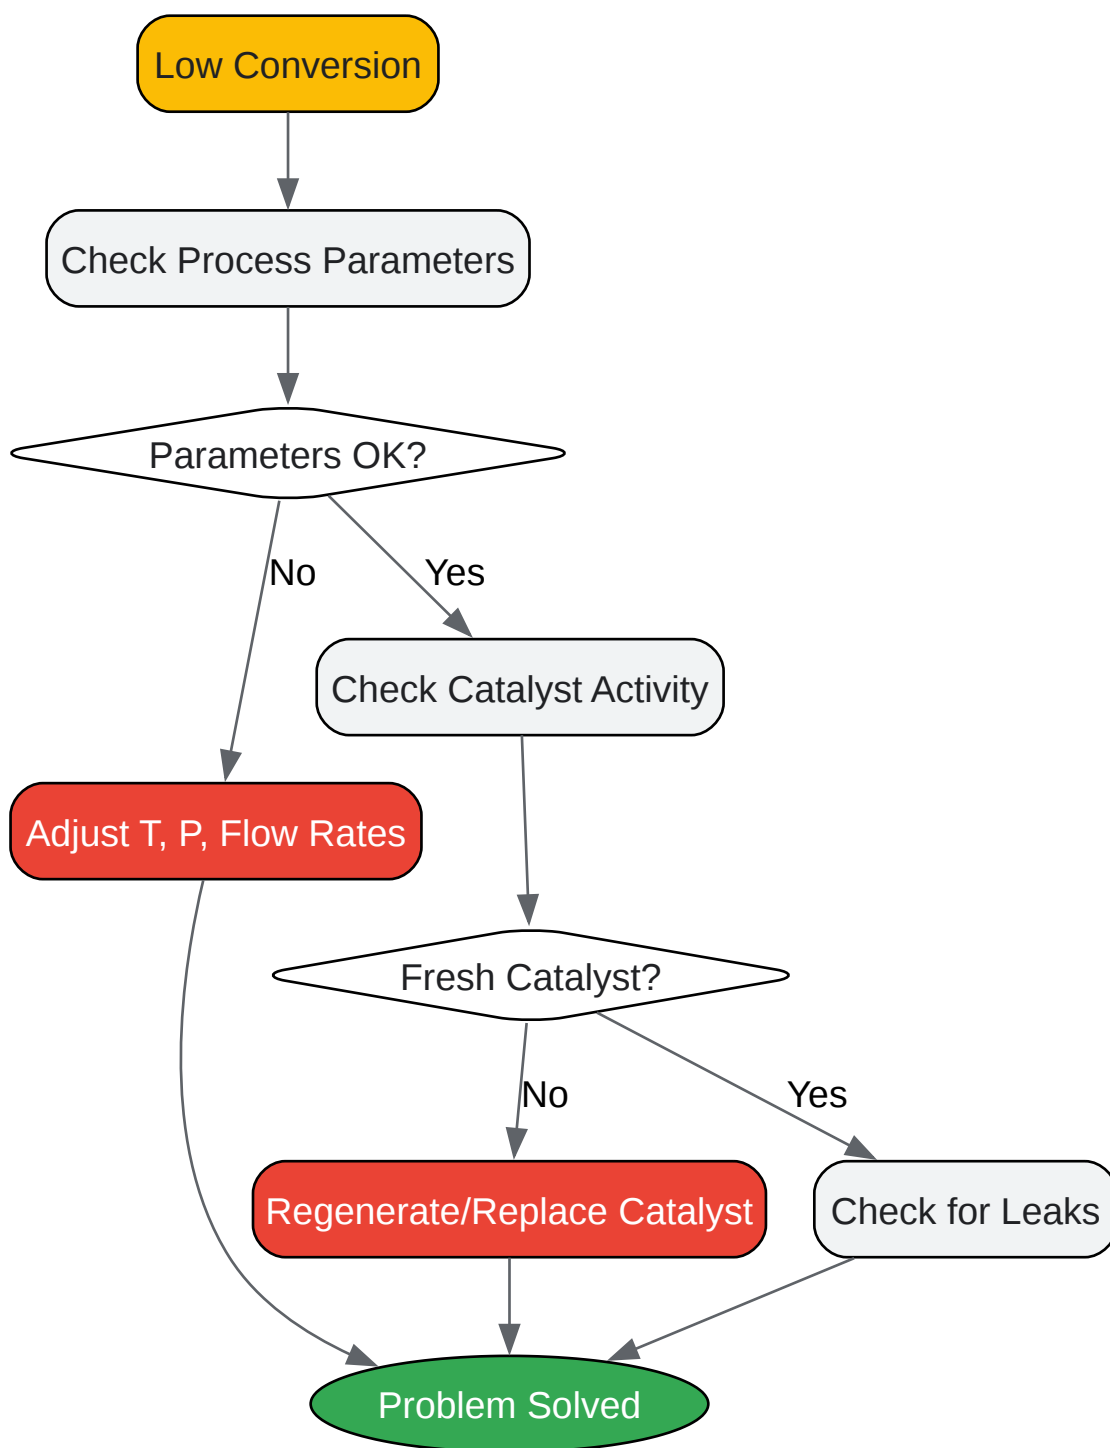 Low Conversion
Check Process Parameters
Parameters OK?
No
Yes
Check Catalyst Activity
Adjust T, P, Flow Rates
Fresh Catalyst?
No
Yes
Regenerate/Replace Catalyst
Check for Leaks
Problem Solved